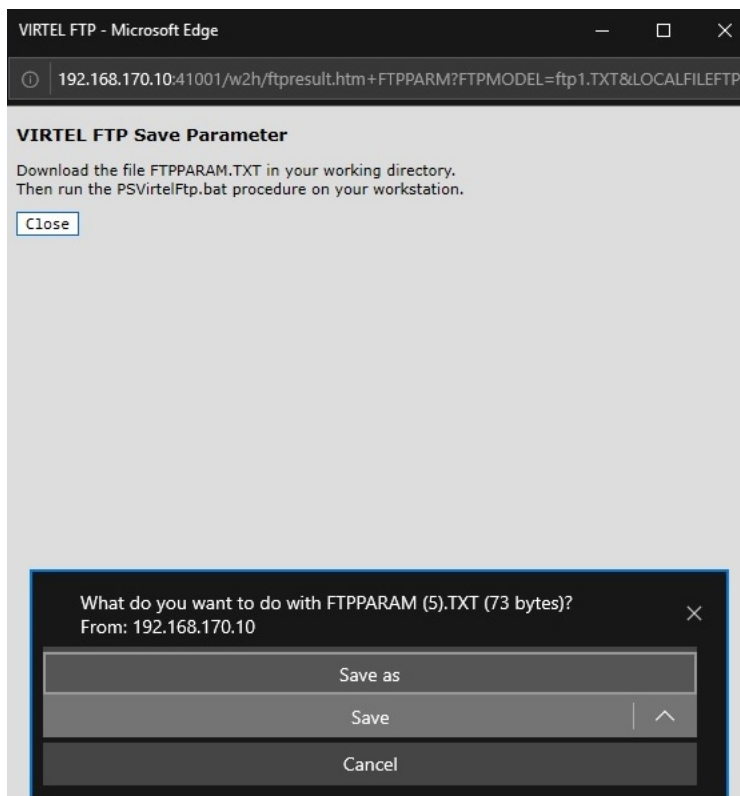 VIRTEL FTP - Microsoft Edge
192.168.170.10:41001/w2h/ftpresult.htm+FTPPARM?FTPMODEL=ftp1.TXT&LOCALFILEFTP
VIRTEL FTP Save Parameter
Download the file FTPPARAM.TXT in your working directory.
Then run the PSVirtelFtp.bat procedure on your workstation.
Close
What do you want to do with FTPPARAM (5).TXT (73 bytes)?
From: 192.168.170.10
Save as
Save
Cancel